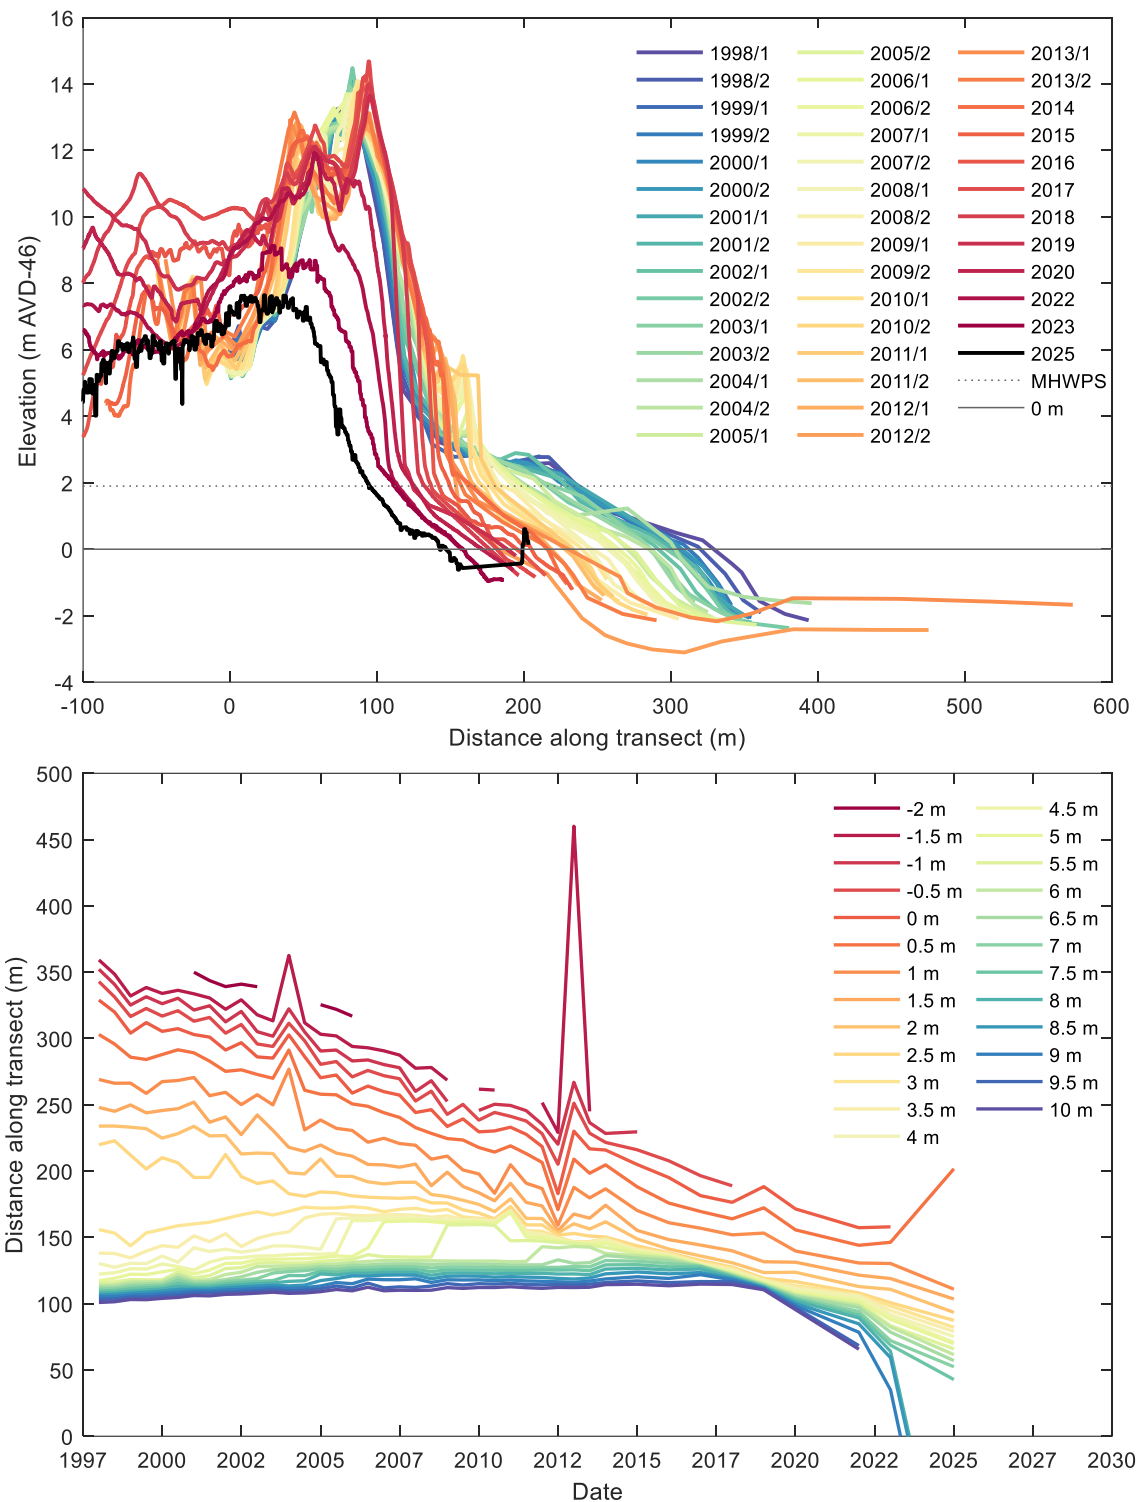 16
14
12
10
8
6
4
2
0
-2
-4
Elevation (m AVD-46)
-100
0
100
200
300
400
500
600
Distance along transect (m)
1998/1
1998/2
1999/1
1999/2
2000/1
2000/2
2001/1
2001/2
2002/1
2002/2
2003/1
2003/2
2004/1
2004/2
2005/1
2005/2
2006/1
2006/2
2007/1
2007/2
2008/1
2008/2
2009/1
2009/2
2010/1
2010/2
2011/1
2011/2
2012/1
2012/2
2013/1
2013/2
2014
2015
2016
2017
2018
2019
2020
2022
2023
2025
MHWPS
0 m
500
450
400
350
300
250
200
150
100
50
0
Distance along transect (m)
1997
2000
2002
2005
2007
2010
2012
2015
2017
2020
2022
2025
2027
2030
Date
-2 m
-1.5 m
-1 m
-0.5 m
0 m
0.5 m
1 m
1.5 m
2 m
2.5 m
3 m
3.5 m
4 m
4.5 m
5 m
5.5 m
6 m
6.5 m
7 m
7.5 m
8 m
8.5 m
9 m
9.5 m
10 m